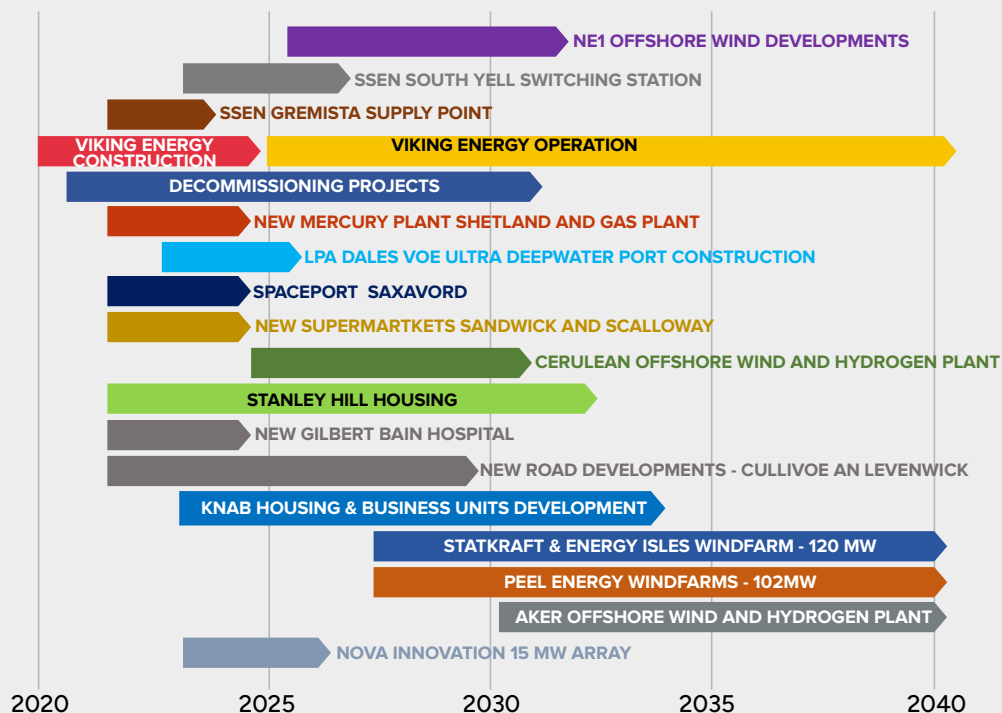 NE1 OFFSHORE WIND DEVELOPMENTS
SSEN SOUTH YELL SWITCHING STATION
SSEN GREMISTA SUPPLY POINT
VIKING ENERGY
CONSTRUCTION
VIKING ENERGY OPERATION
DECOMMISSIONING PROJECTS
NEW MERCURY PLANT SHETLAND AND GAS PLANT
LPA DALES VOE ULTRA DEEPWATER PORT CONSTRUCTION
SPACEPORT SAXAVORD
NEW SUPERMARTKETS SANDWICK AND SCALLOWAY
CERULEAN OFFSHORE WIND AND HYDROGEN PLANT
STANLEY HILL HOUSING
NEW GILBERT BAIN HOSPITAL
NEW ROAD DEVELOPMENTS - CULLIVOE AN LEVENWICK
KNAB HOUSING & BUSINESS UNITS DEVELOPMENT
STATKRAFT & ENERGY ISLES WINDFARM - 120 MW
PEEL ENERGY WINDFARMS - 102MW
AKER OFFSHORE WIND AND HYDROGEN PLANT
NOVA INNOVATION 15 MW ARRAY
2020 2025 2030 2035 2040